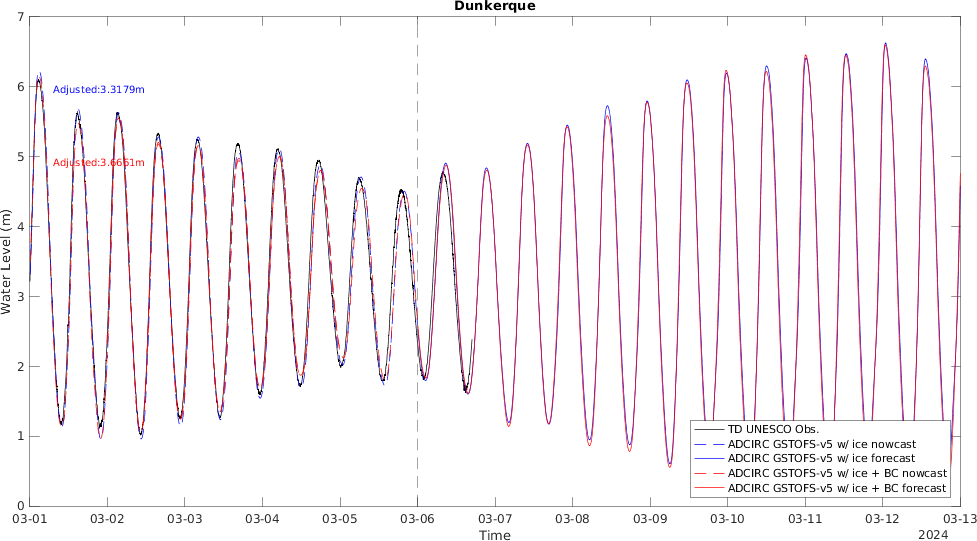 Dunkerque
7
6
5
4
3
2
1
0
Water Level (m)
Adjusted:3.3179m
Adjusted:3.6661m
TD UNESCO Obs.
ADCIRC GSTOFS-v5 w/ ice nowcast
ADCIRC GSTOFS-v5 w/ ice forecast
ADCIRC GSTOFS-v5 w/ ice + BC nowcast
ADCIRC GSTOFS-v5 w/ ice + BC forecast
03-01 03-02 03-03 03-04 03-05 03-06 03-07 03-08 03-09 03-10 03-11 03-12 03-13
Time
2024